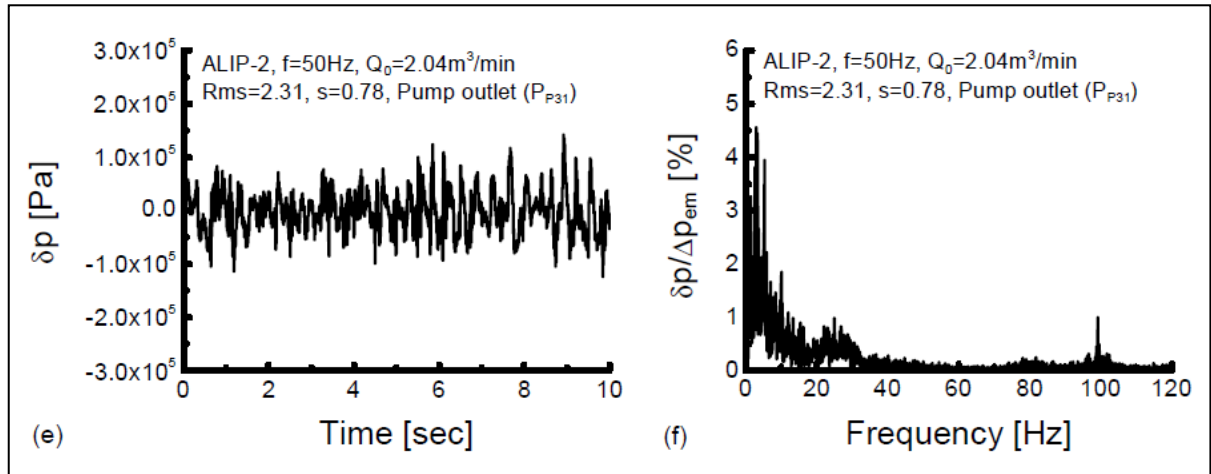 3.0x10⁵
2.0x10⁵
1.0x10⁵
0.0
-1.0x10⁵
-2.0x10⁵
-3.0x10⁵
δp [Pa]
ALIP-2, f=50Hz, Q₀=2.04m³/min
Rms=2.31, s=0.78, Pump outlet (P_P31)
0 2 4 6 8 10
(e) Time [sec]
6
5
4
3
2
1
0
δp/Δp_em [%]
ALIP-2, f=50Hz, Q₀=2.04m³/min
Rms=2.31, s=0.78, Pump outlet (P_P31)
0 20 40 60 80 100 120
(f) Frequency [Hz]